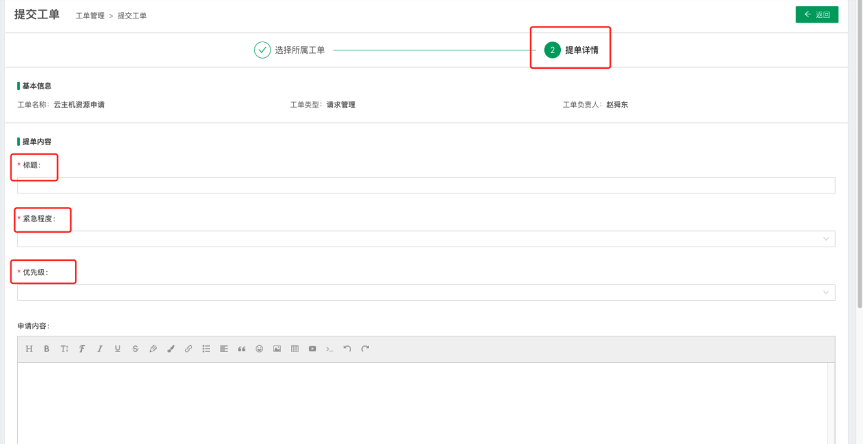 提交工单 工单管理 > 提交工单 返回
选择所属工单 2 提单详情
基本信息
工单名称: 云主机资源申请 工单类型: 请求管理 工单负责人: 赵舜东
提单内容
* 标题:
* 紧急程度:
* 优先级:
申请内容: